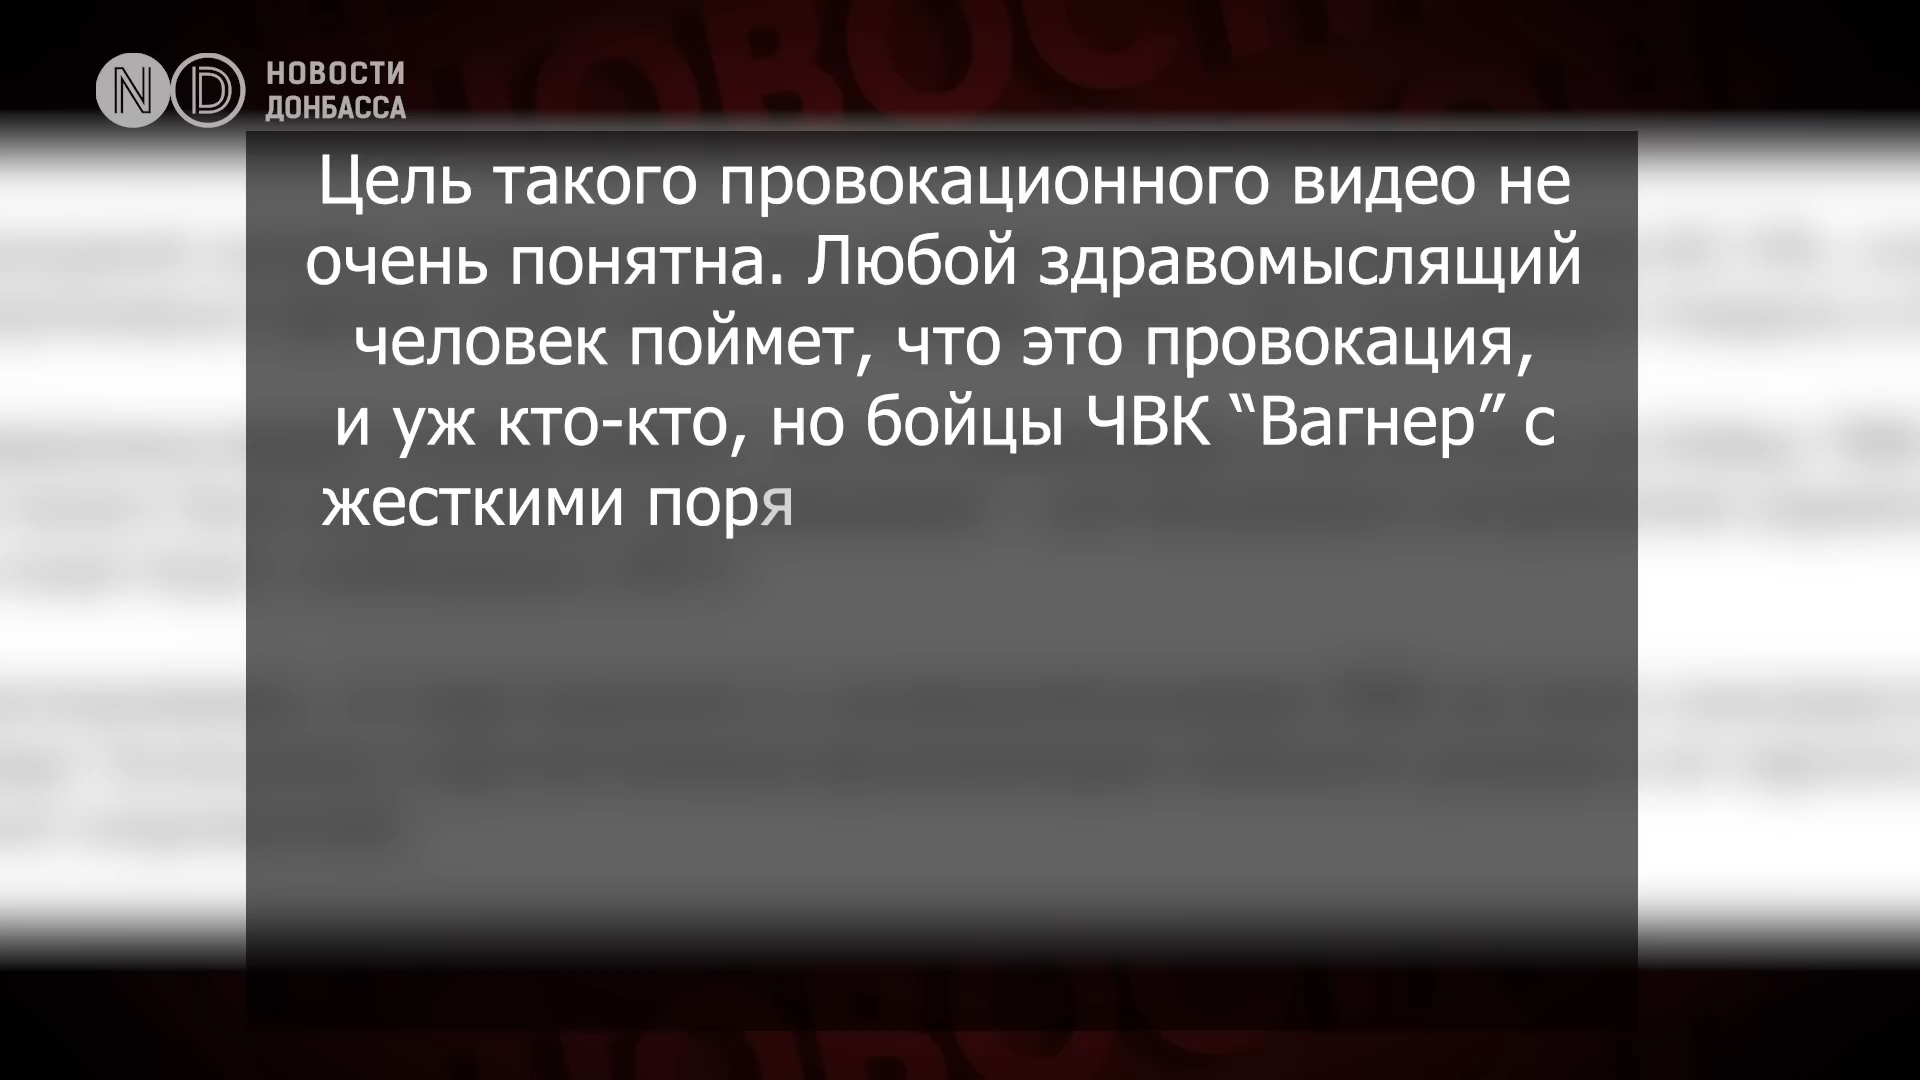 ND НОВОСТИ
ДОНБАССА
Цель такого провокационного видео не
очень понятна. Любой здравомыслящий
человек поймет, что это провокация,
и уж кто-кто, но бойцы ЧВК “Вагнер” с
жесткими поря